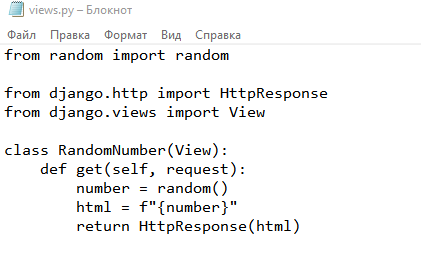 views.py – Блокнот
Файл Правка Формат Вид Справка
from random import random

from django.http import HttpResponse
from django.views import View

class RandomNumber(View):
    def get(self, request):
        number = random()
        html = f"{number}"
        return HttpResponse(html)